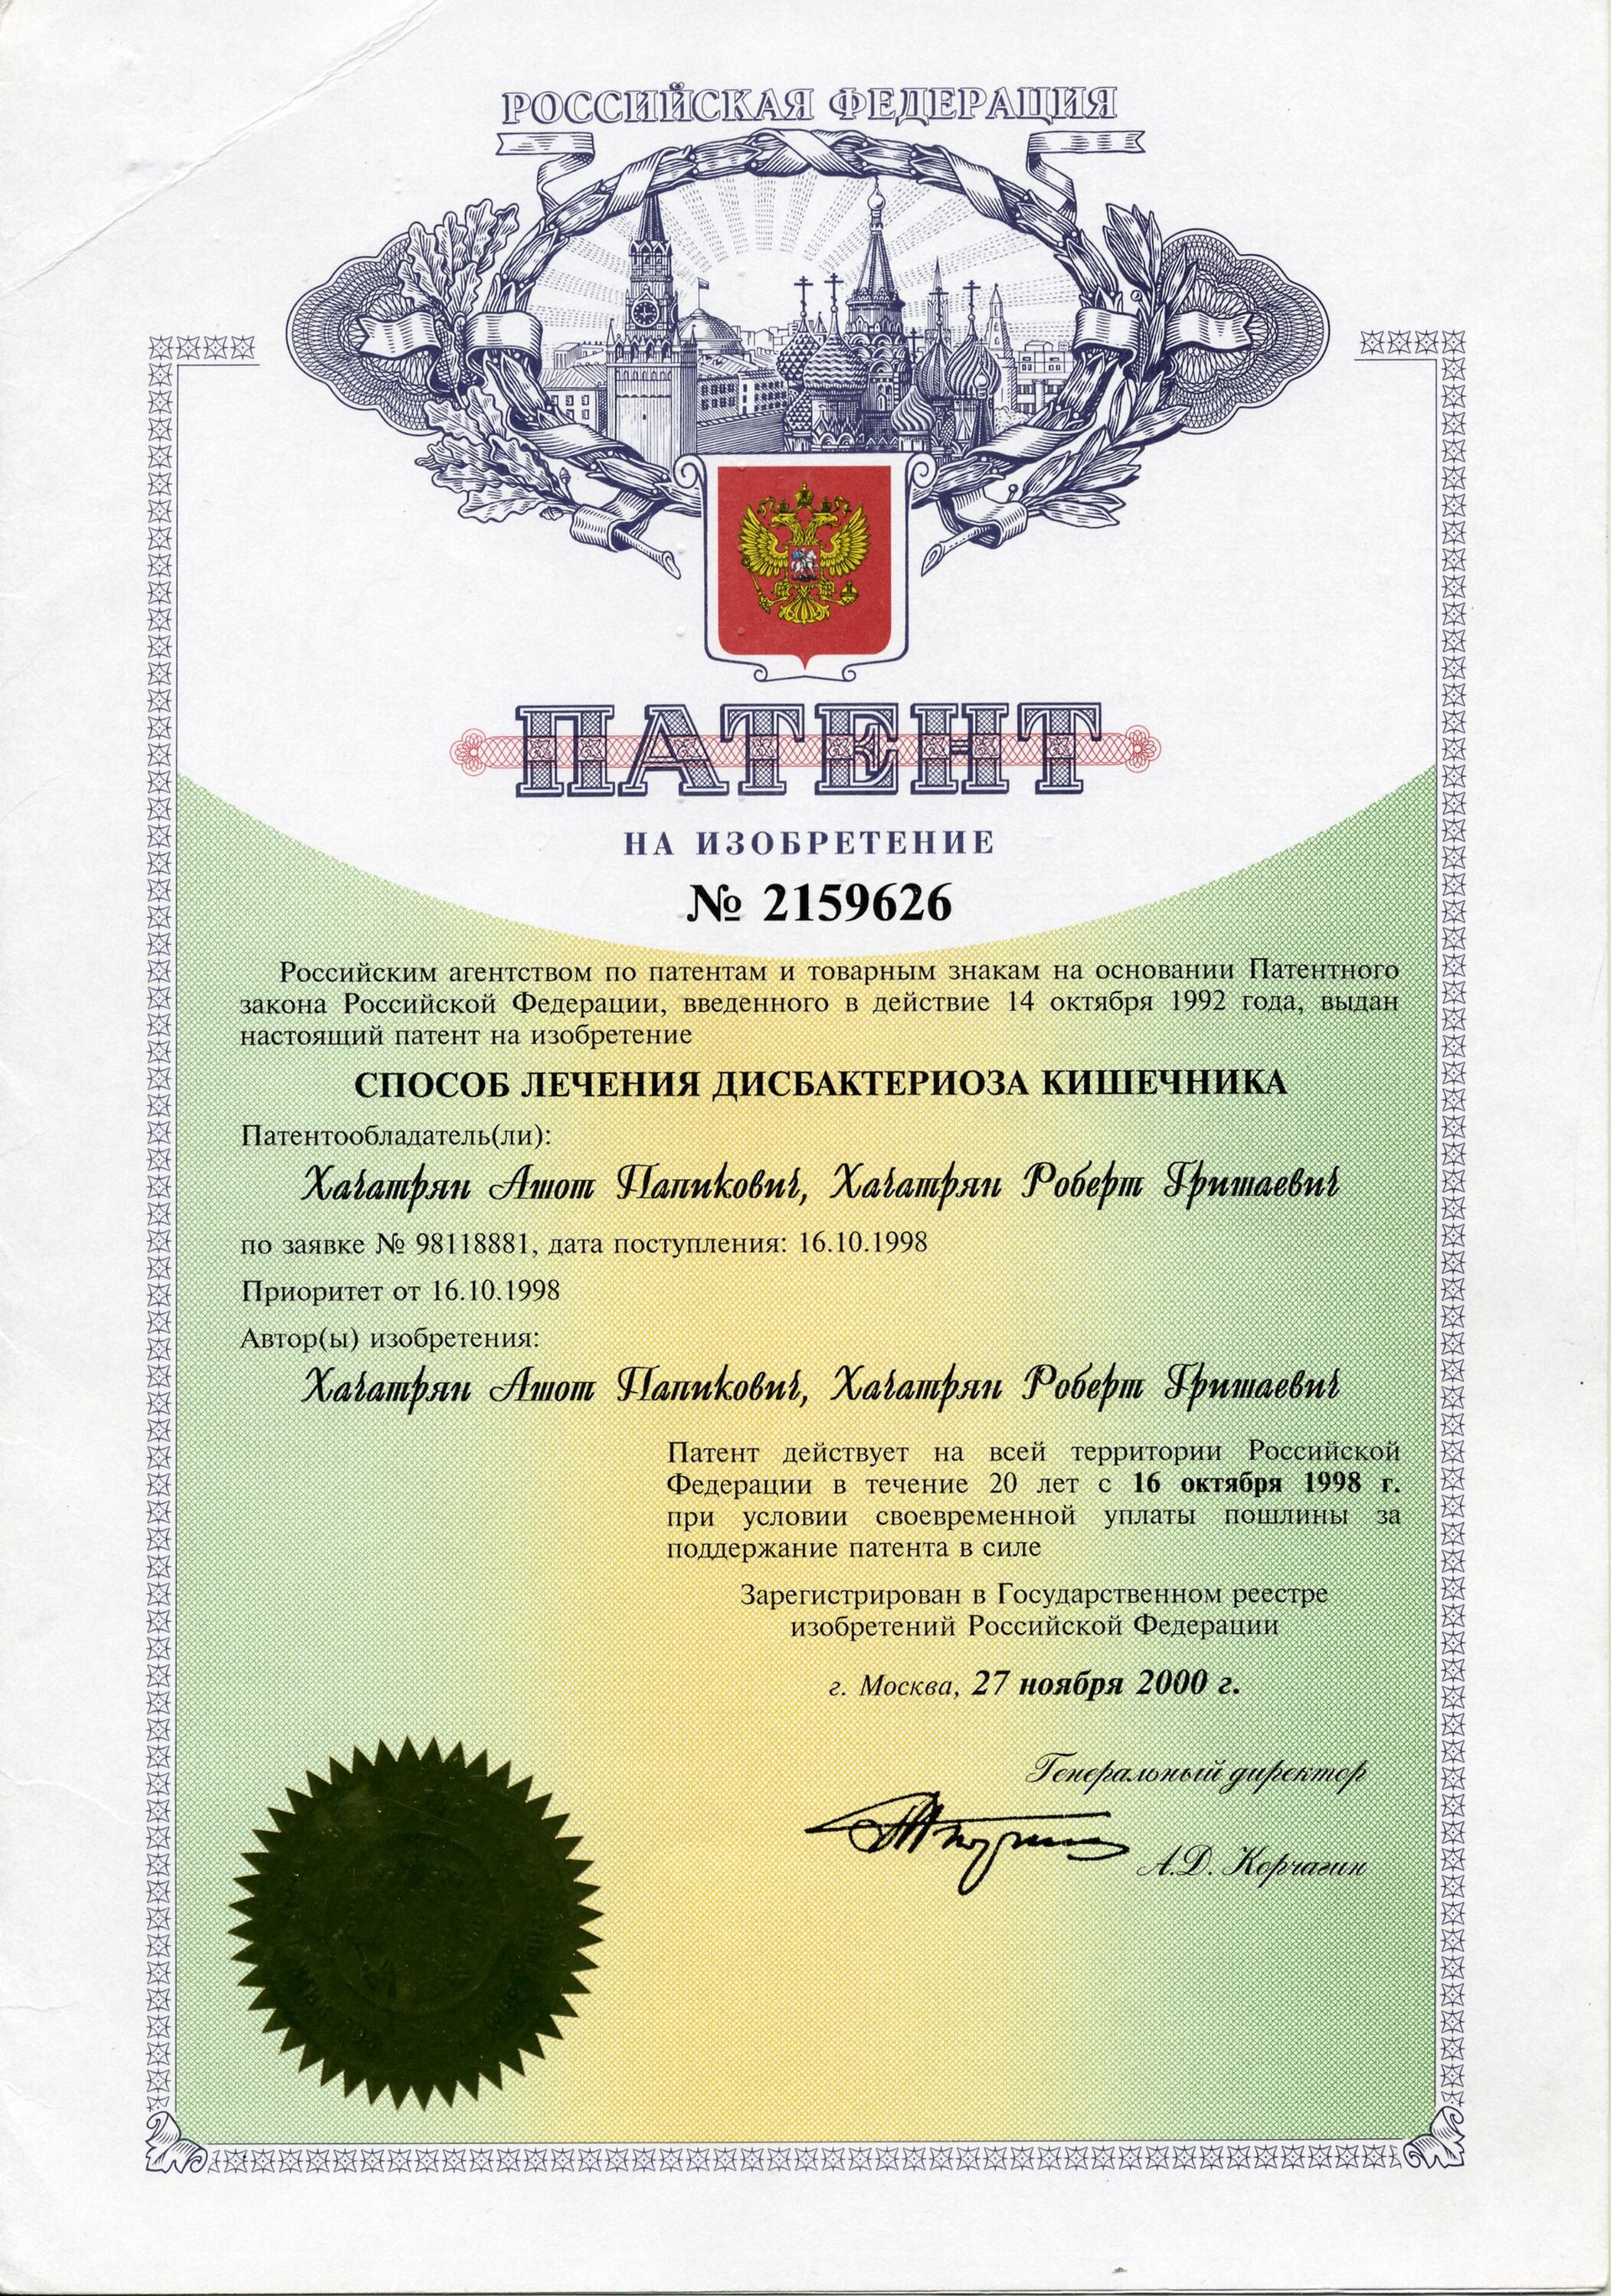 РОССИЙСКАЯ ФЕДЕРАЦИЯ
ПАТЕНТ
НА ИЗОБРЕТЕНИЕ
№ 2159626
Российским агентством по патентам и товарным знакам на основании Патентного
закона Российской Федерации, введенного в действие 14 октября 1992 года, выдан
настоящий патент на изобретение
СПОСОБ ЛЕЧЕНИЯ ДИСБАКТЕРИОЗА КИШЕЧНИКА
Патентообладатель(ли):
Хачатрян Ашот Папикович, Хачатрян Роберт Гришаевич
по заявке № 98118881, дата поступления: 16.10.1998
Приоритет от 16.10.1998
Автор(ы) изобретения:
Хачатрян Ашот Папикович, Хачатрян Роберт Гришаевич
Патент действует на всей территории Российской
Федерации в течение 20 лет с 16 октября 1998 г.
при условии своевременной уплаты пошлины за
поддержание патента в силе
Зарегистрирован в Государственном реестре
изобретений Российской Федерации
г. Москва, 27 ноября 2000 г.
Генеральный директор
А.Д. Корчагин